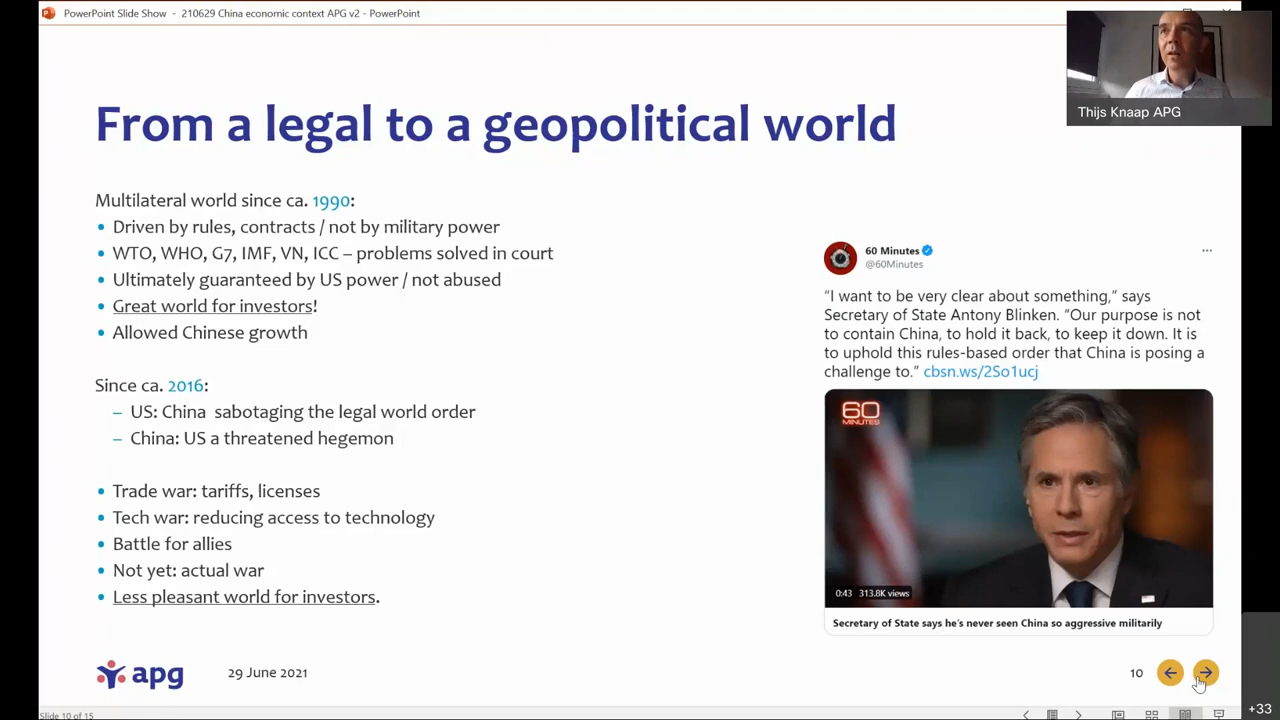 PowerPoint Slide Show - 210629 China economic context APG v2 - PowerPoint
Thijs Knaap APG
From a legal to a geopolitical world
Multilateral world since ca. 1990:
• Driven by rules, contracts / not by military power
• WTO, WHO, G7, IMF, VN, ICC – problems solved in court
• Ultimately guaranteed by US power / not abused
• Great world for investors!
• Allowed Chinese growth
Since ca. 2016:
– US: China sabotaging the legal world order
– China: US a threatened hegemon
• Trade war: tariffs, licenses
• Tech war: reducing access to technology
• Battle for allies
• Not yet: actual war
• Less pleasant world for investors.
60 Minutes
@60Minutes
“I want to be very clear about something,” says
Secretary of State Antony Blinken. “Our purpose is not
to contain China, to hold it back, to keep it down. It is
to uphold this rules-based order that China is posing a
challenge to.” cbsn.ws/2So1ucj
60
MINUTES
0:43 313.8K views
Secretary of State says he's never seen China so aggressive militarily
apg
29 June 2021
10
Slide 10 of 15
+33